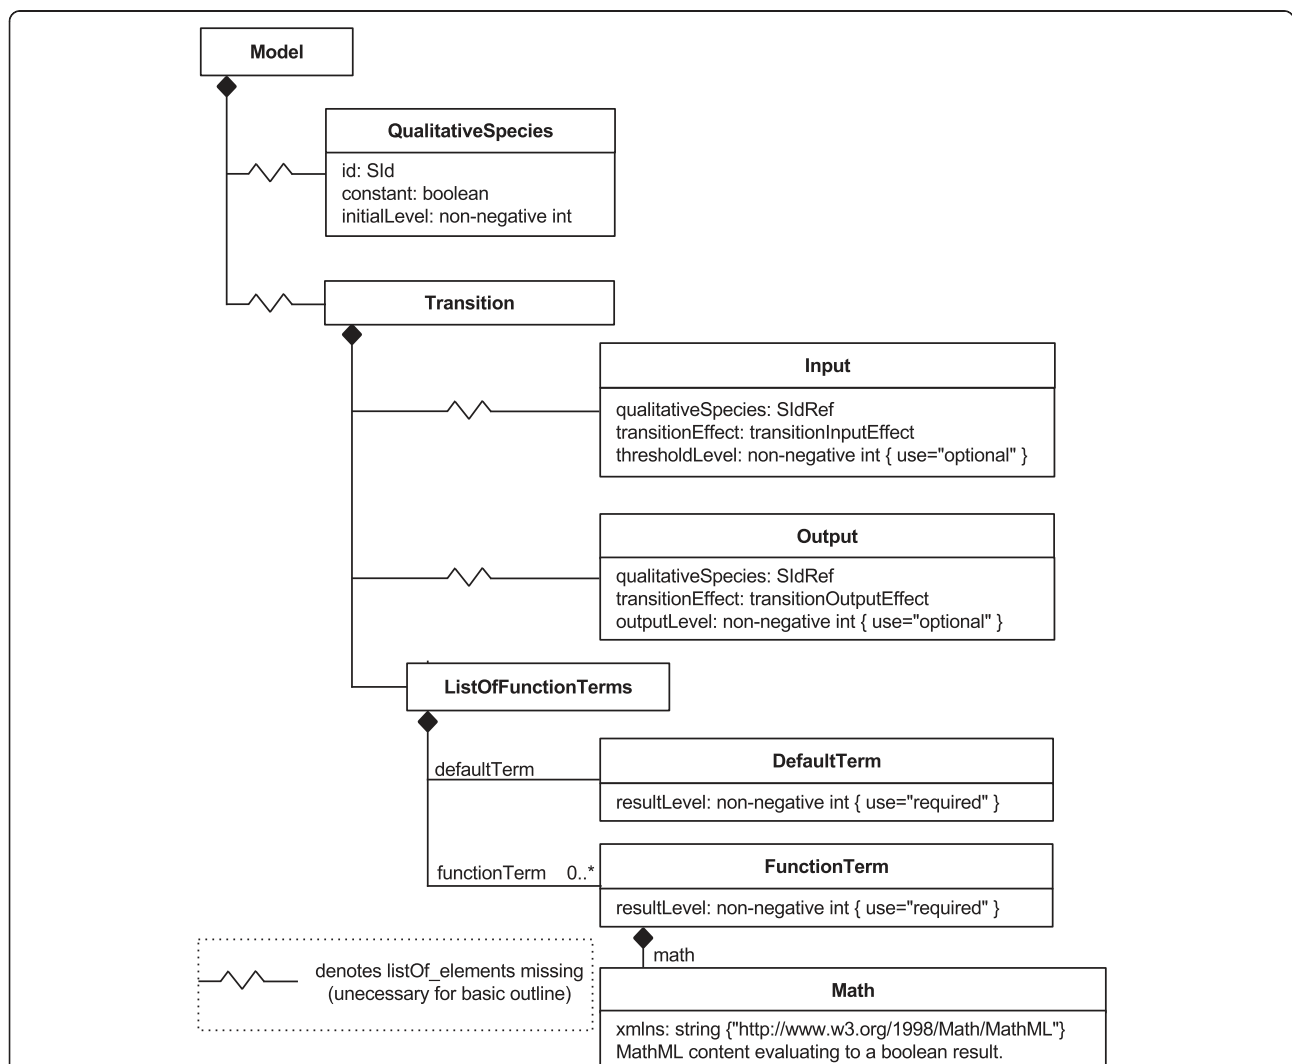 Model
QualitativeSpecies
id: SId
constant: boolean
initialLevel: non-negative int
Transition
Input
qualitativeSpecies: SIdRef
transitionEffect: transitionInputEffect
thresholdLevel: non-negative int { use="optional" }
Output
qualitativeSpecies: SIdRef
transitionEffect: transitionOutputEffect
outputLevel: non-negative int { use="optional" }
ListOfFunctionTerms
defaultTerm
DefaultTerm
resultLevel: non-negative int { use="required" }
functionTerm 0..*
FunctionTerm
resultLevel: non-negative int { use="required" }
math
denotes listOf_elements missing
(unecessary for basic outline)
Math
xmlns: string {"http://www.w3.org/1998/Math/MathML"}
MathML content evaluating to a boolean result.